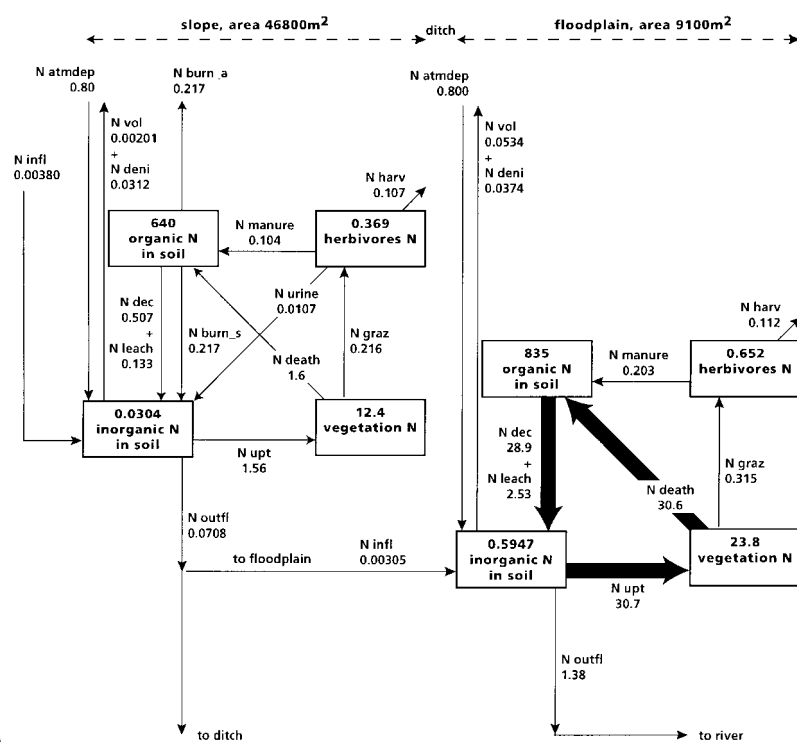 slope, area 46800m²
ditch
floodplain, area 9100m²
N atmdep
0.80
N burn_a
0.217
N vol
0.00201
+
N deni
0.0312
N infl
0.00380
N harv
0.107
640
organic N
in soil
N manure
0.104
0.369
herbivores N
N dec
0.507
+
N leach
0.133
N burn_s
0.217
N urine
0.0107
N death
1.6
N graz
0.216
0.0304
inorganic N
in soil
N upt
1.56
12.4
vegetation N
N outfl
0.0708
to floodplain
to ditch
N atmdep
0.800
N vol
0.0534
+
N deni
0.0374
N harv
0.112
835
organic N
in soil
N manure
0.203
0.652
herbivores N
N dec
28.9
+
N leach
2.53
N death
30.6
N graz
0.315
N infl
0.00305
0.5947
inorganic N
in soil
N upt
30.7
23.8
vegetation N
N outfl
1.38
to river